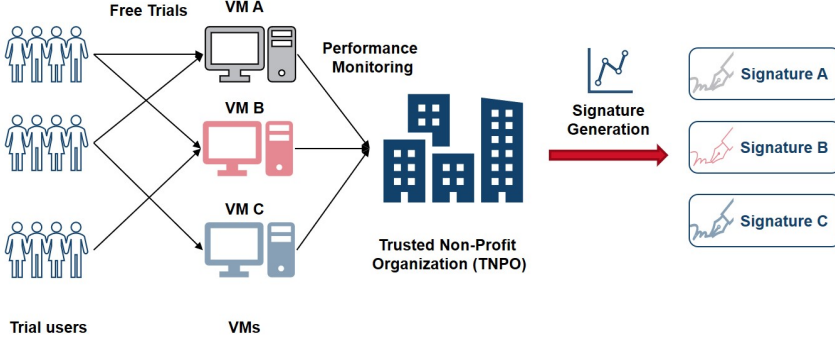 Free Trials
VM A
Performance
Monitoring
VM B
VM C
Trusted Non-Profit
Organization (TNPO)
Signature
Generation
Signature A
Signature B
Signature C
Trial users
VMs